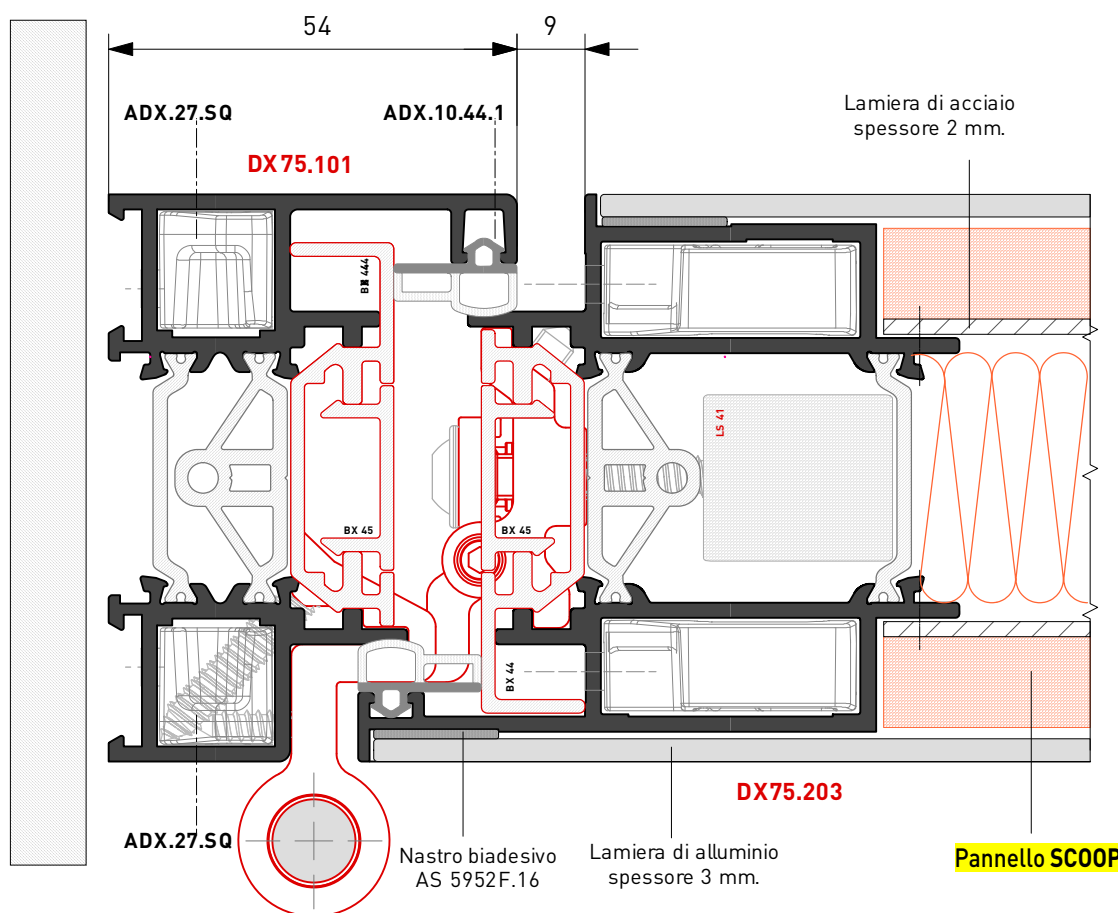 54
9
ADX.27.SQ
ADX.10.44.1
DX75.101
Lamiera di acciaio
spessore 2 mm.
LS 41
BX 45
BX 45
BX 44
DX75.203
ADX.27.SQ
Nastro biadesivo
AS 5952F.16
Lamiera di alluminio
spessore 3 mm.
Pannello SCOOP